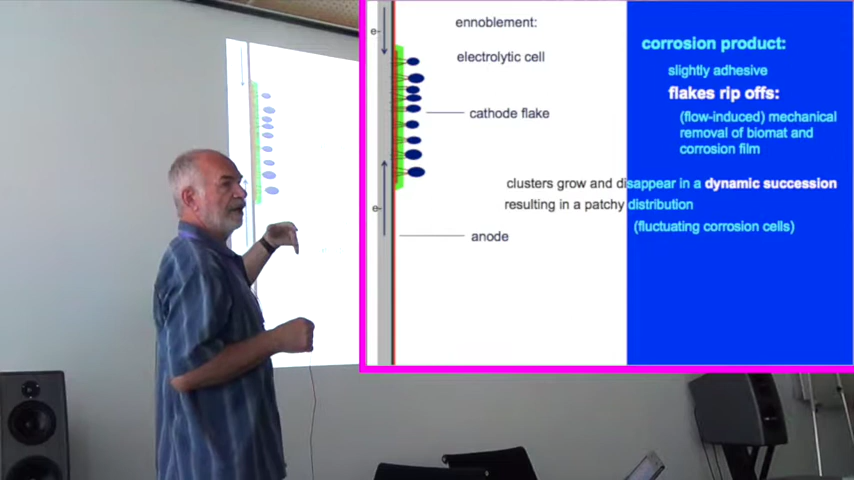 ennoblement:
e-
electrolytic cell
cathode flake
e-
anode
corrosion product:
slightly adhesive
flakes rip offs:
(flow-induced) mechanical
removal of biomat and
corrosion film
clusters grow and disappear in a dynamic succession
resulting in a patchy distribution
(fluctuating corrosion cells)